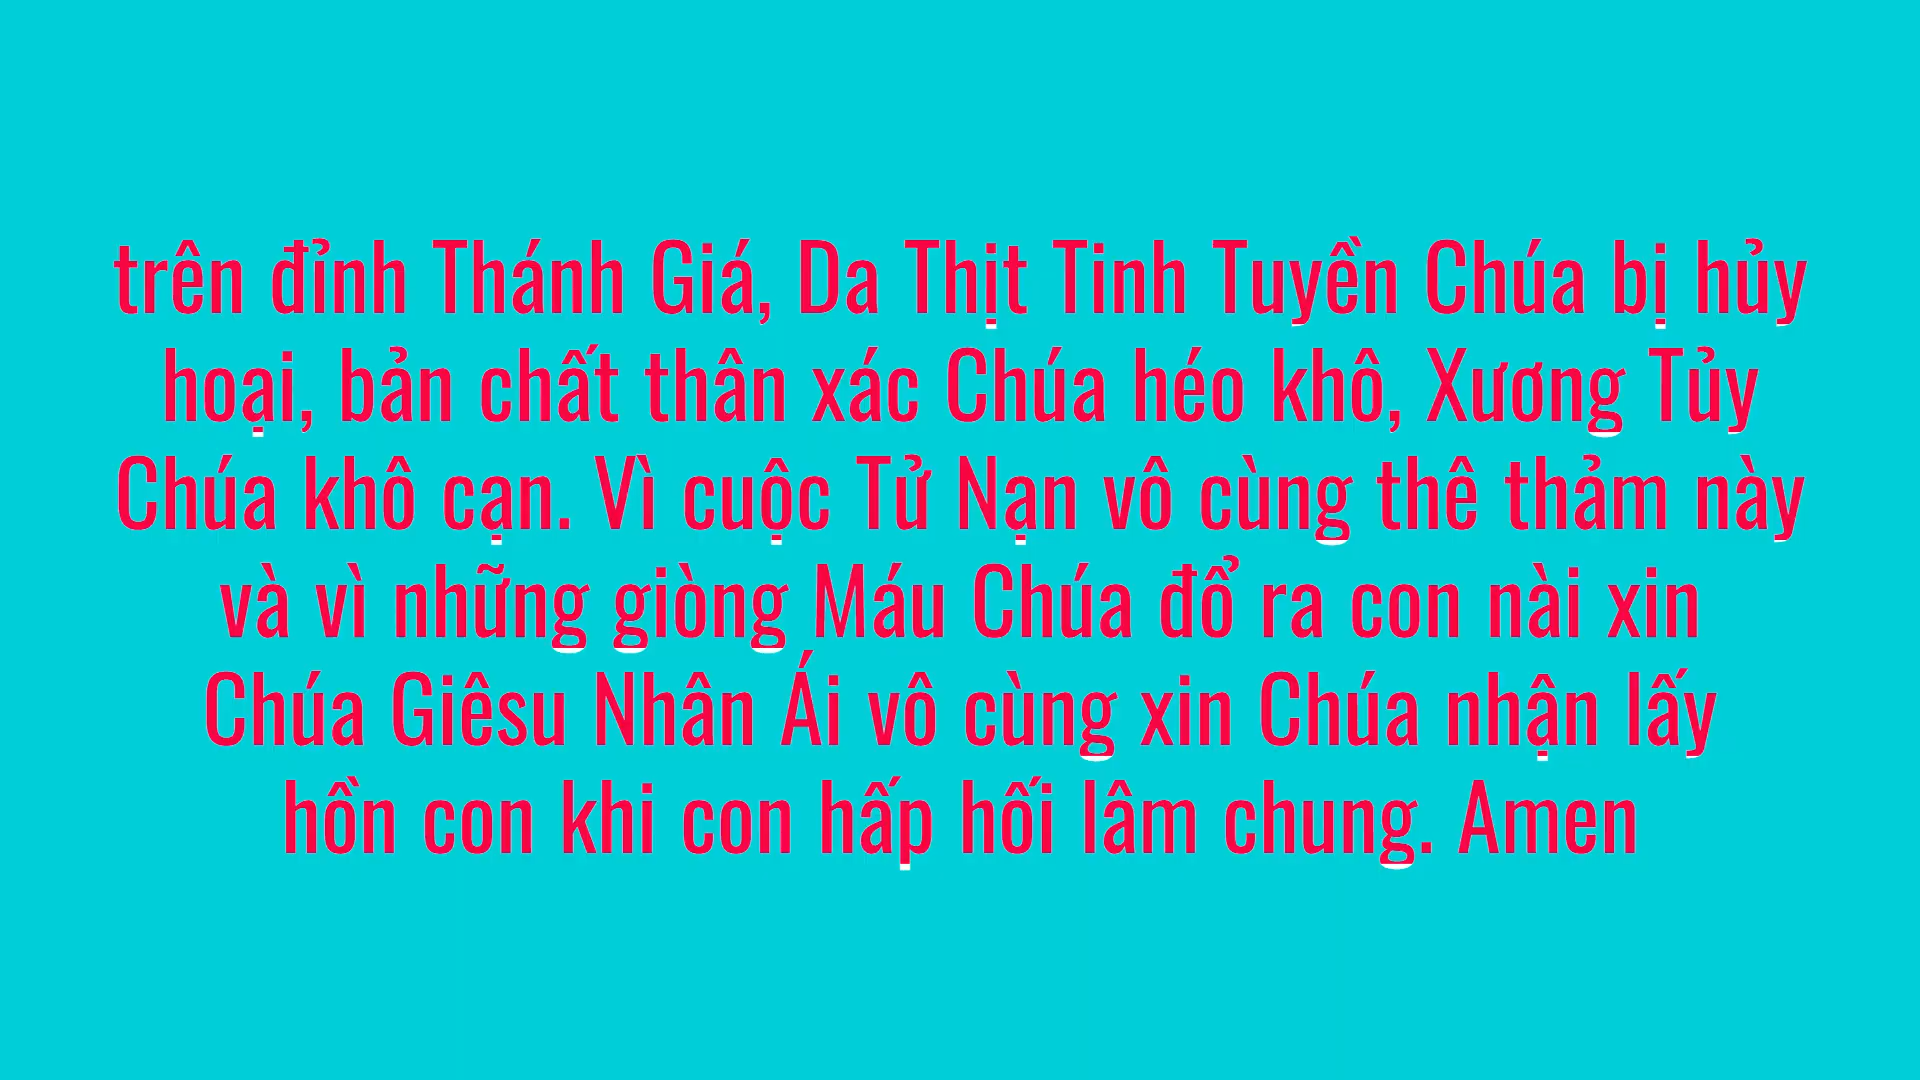 trên đỉnh Thánh Giá, Da Thịt Tinh Tuyền Chúa bị hủy
hoại, bản chất thân xác Chúa héo khô, Xương Tủy
Chúa khô cạn. Vì cuộc Tử Nạn vô cùng thê thảm này
và vì những giòng Máu Chúa đổ ra con nài xin
Chúa Giêsu Nhân Ái vô cùng xin Chúa nhận lấy
hồn con khi con hấp hối lâm chung. Amen